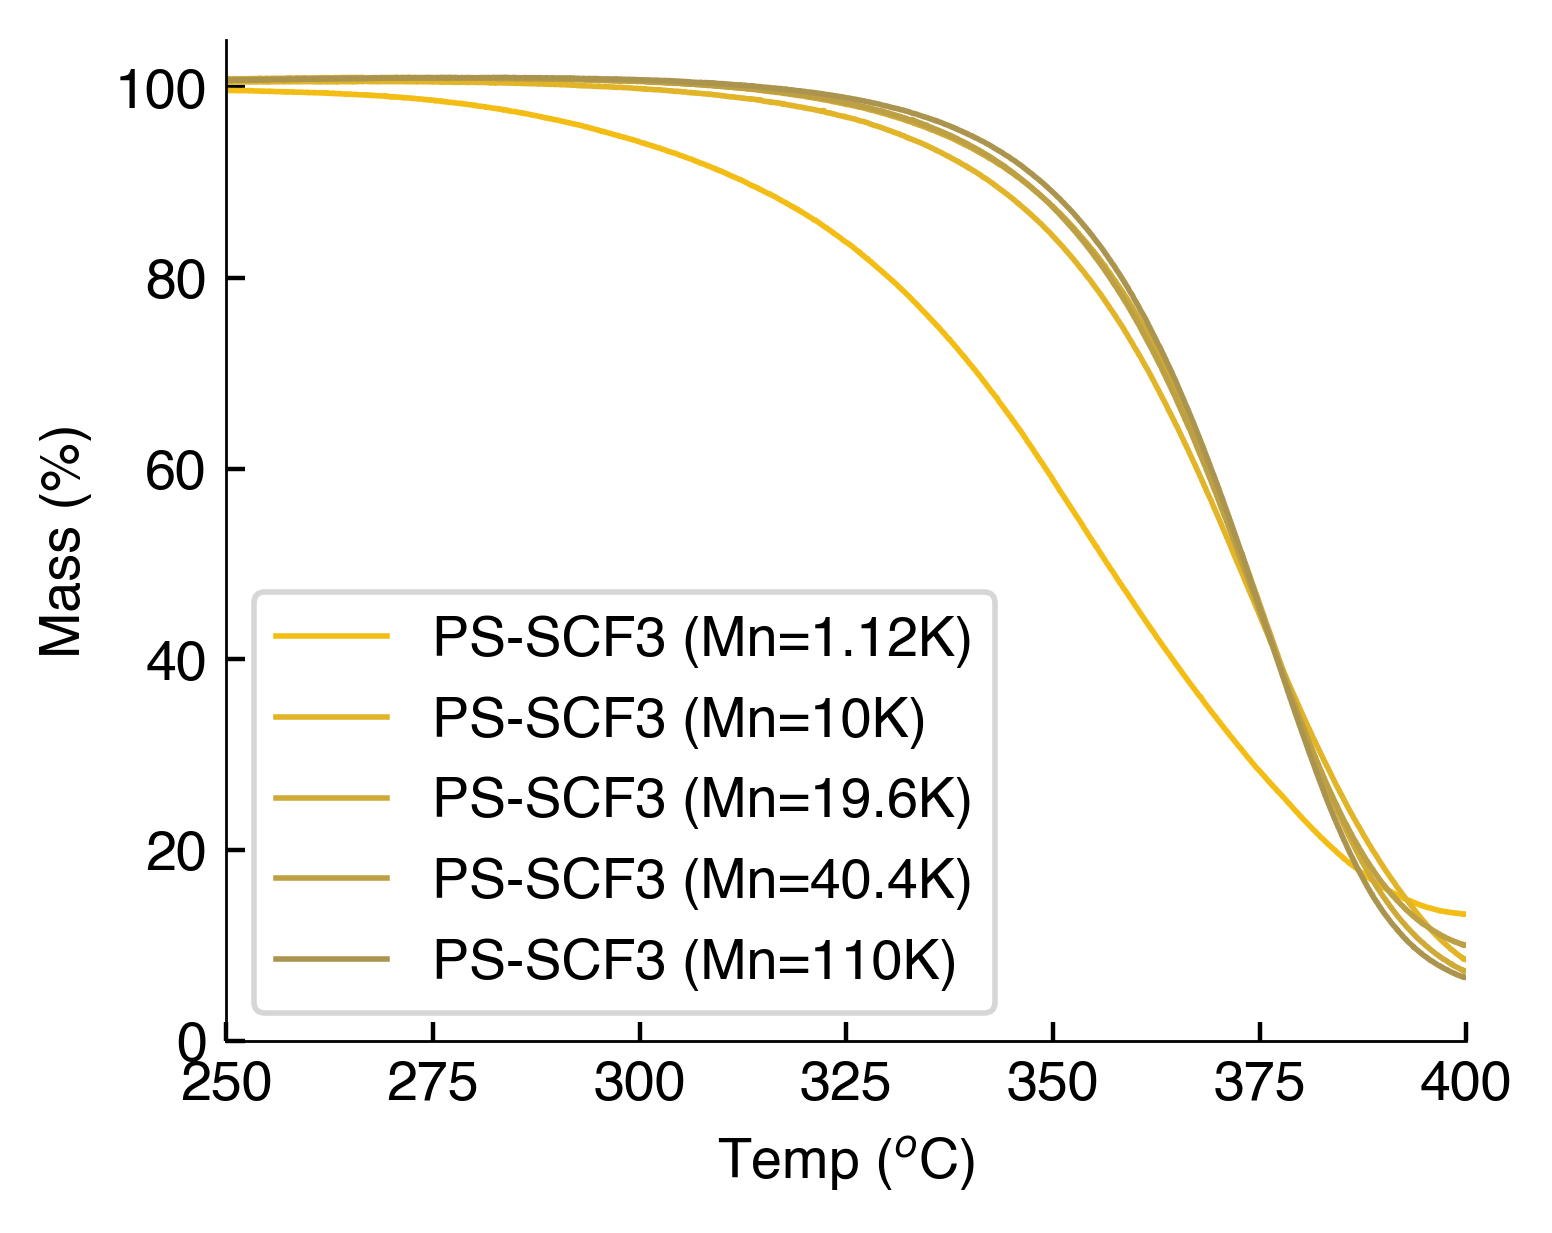 100
80
60
40
20
0
Mass (%)
PS-SCF3 (Mn=1.12K)
PS-SCF3 (Mn=10K)
PS-SCF3 (Mn=19.6K)
PS-SCF3 (Mn=40.4K)
PS-SCF3 (Mn=110K)
250 275 300 325 350 375 400
Temp (°C)